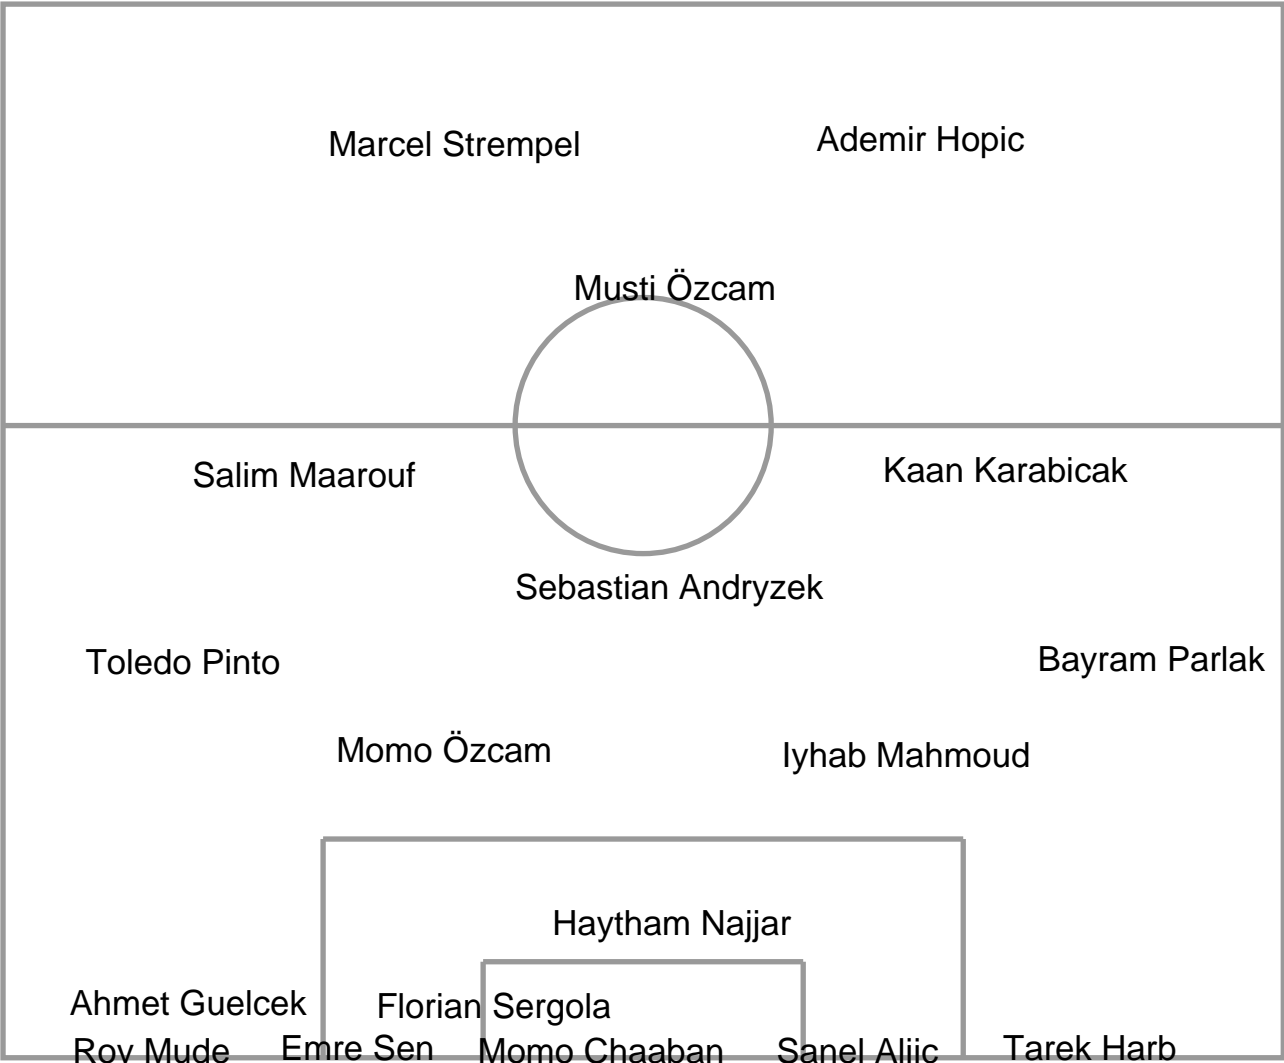 Marcel Strempel
Ademir Hopic
Musti Özcam
Salim Maarouf
Kaan Karabicak
Sebastian Andryzek
Toledo Pinto
Bayram Parlak
Momo Özcam
Iyhab Mahmoud
Haytham Najjar
Ahmet Guelcek
Florian Sergola
Roy Mude
Emre Sen
Momo Chaaban
Sanel Aljic
Tarek Harb